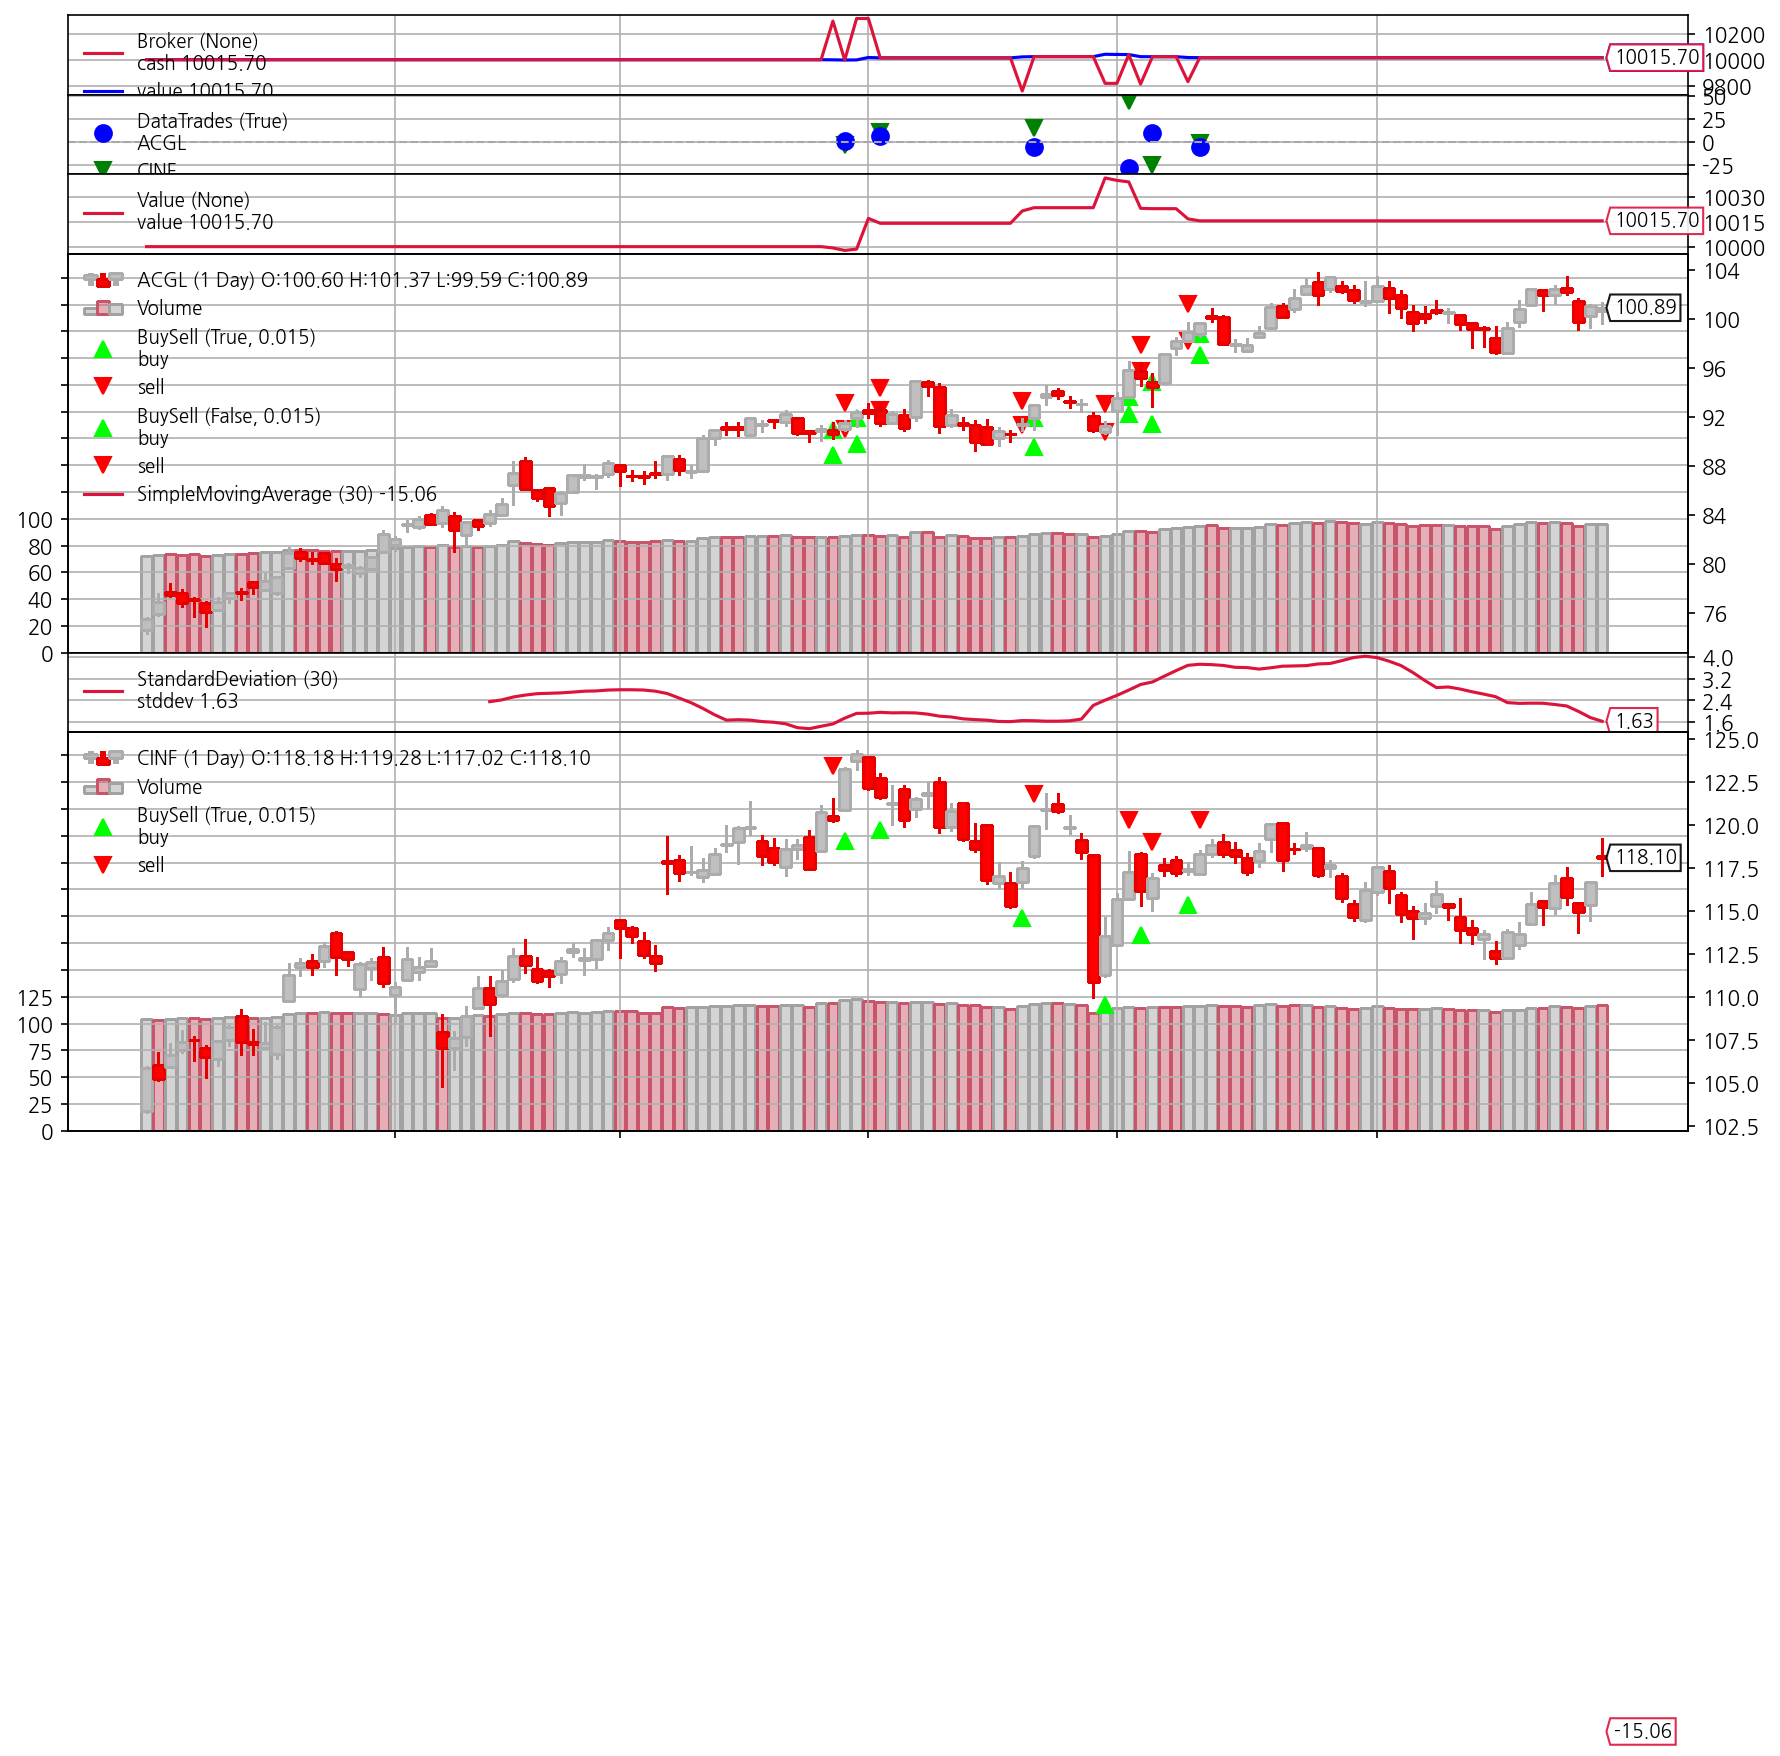 Broker (None)
cash 10015.70
value 10015.70
10200
10000
9800
10015.70
DataTrades (True)
ACGL
CINF
50
25
0
-25
Value (None)
value 10015.70
10030
10015
10000
10015.70
ACGL (1 Day) O:100.60 H:101.37 L:99.59 C:100.89
Volume
BuySell (True, 0.015)
buy
sell
BuySell (False, 0.015)
buy
sell
SimpleMovingAverage (30) -15.06
104
100
96
92
88
84
80
76
100.89
100
80
60
40
20
0
StandardDeviation (30)
stddev 1.63
4.0
3.2
2.4
1.6
1.63
CINF (1 Day) O:118.18 H:119.28 L:117.02 C:118.10
Volume
BuySell (True, 0.015)
buy
sell
125.0
122.5
120.0
117.5
115.0
112.5
110.0
107.5
105.0
102.5
118.10
125
100
75
50
25
0
-15.06